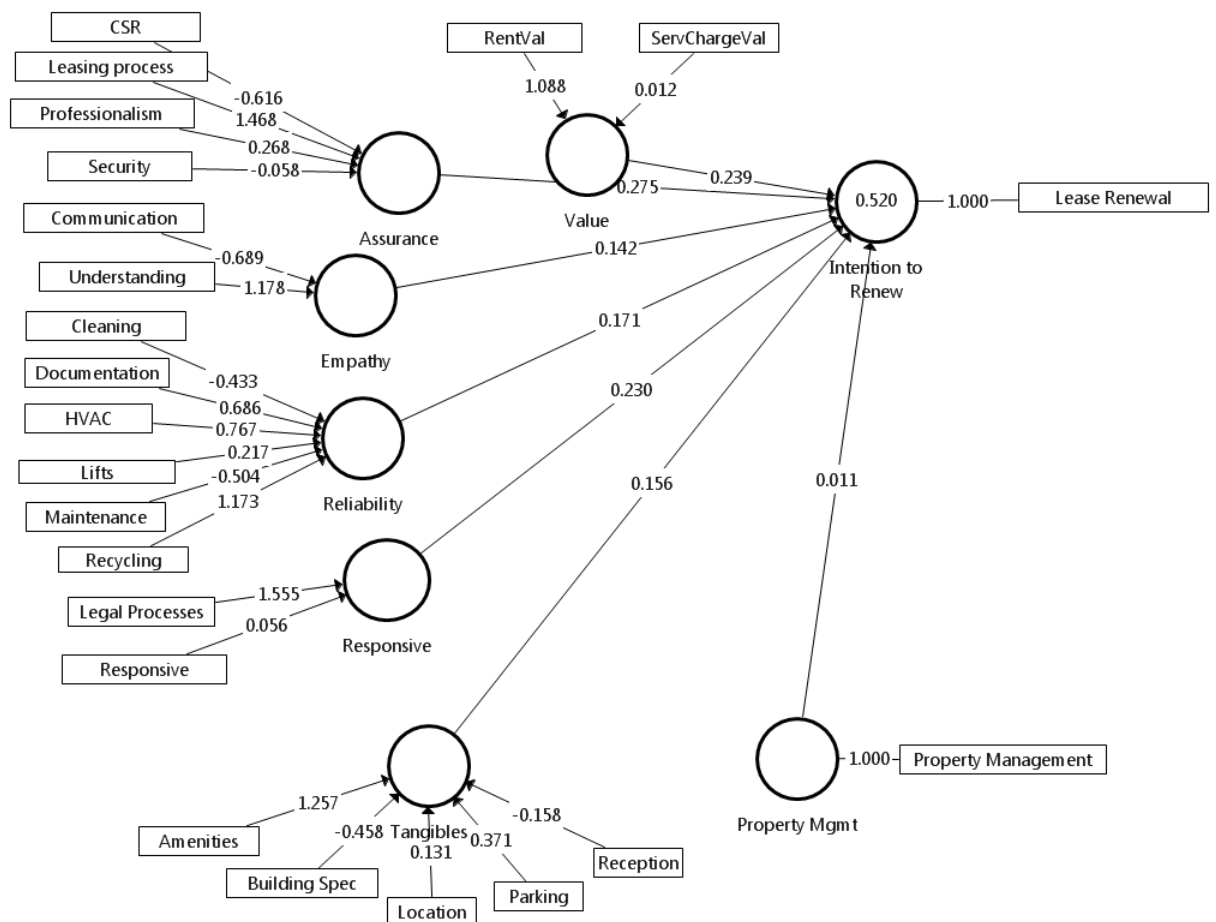 CSR
Leasing process
Professionalism
Security
-0.616
1.468
0.268
-0.058
Assurance
RentVal
ServChargeVal
1.088
0.012
Value
0.239
0.275
0.520
Intention to
Renew
1.000
Lease Renewal
Communication
Understanding
-0.689
1.178
Empathy
0.142
Cleaning
Documentation
HVAC
Lifts
Maintenance
Recycling
-0.433
0.686
0.767
0.217
-0.504
1.173
Reliability
0.171
Legal Processes
Responsive
1.555
0.056
Responsive
0.230
Amenities
Building Spec
Location
Parking
Reception
1.257
-0.458
0.131
0.371
-0.158
Tangibles
0.156
0.011
Property Mgmt
1.000
Property Management